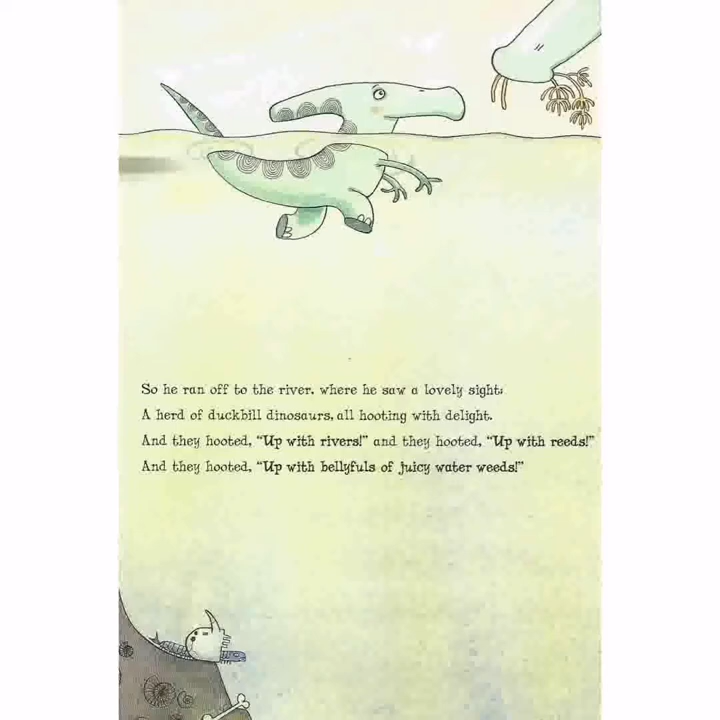 So he ran off to the river, where he saw a lovely sight:
A herd of duckbill dinosaurs, all hooting with delight.
And they hooted, “Up with rivers!” and they hooted, “Up with reeds!”
And they hooted, “Up with bellyfuls of juicy water weeds!”